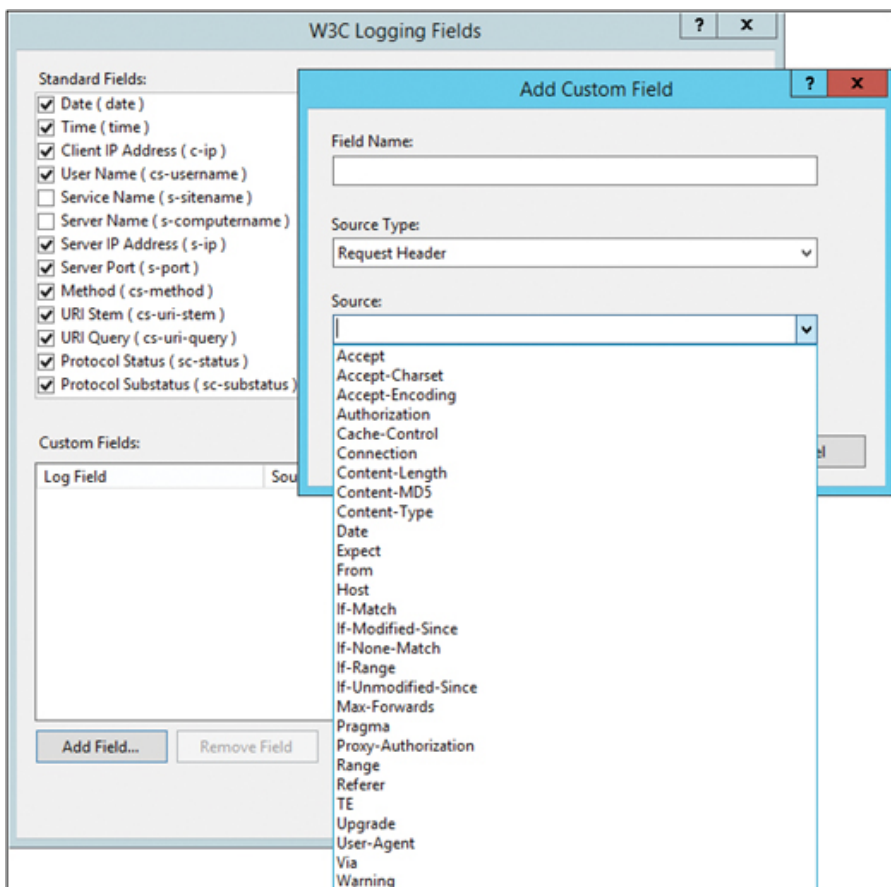 W3C Logging Fields
? x
Standard Fields:
Date ( date )
Time ( time )
Client IP Address ( c-ip )
User Name ( cs-username )
Service Name ( s-sitename )
Server Name ( s-computername )
Server IP Address ( s-ip )
Server Port ( s-port )
Method ( cs-method )
URI Stem ( cs-uri-stem )
URI Query ( cs-uri-query )
Protocol Status ( sc-status )
Protocol Substatus ( sc-substatus )
Custom Fields:
Log Field
Sou
Add Field...
Remove Field
Add Custom Field
? x
Field Name:
Source Type:
Request Header
Source:
Accept
Accept-Charset
Accept-Encoding
Authorization
Cache-Control
Connection
Content-Length
Content-MD5
Content-Type
Date
Expect
From
Host
If-Match
If-Modified-Since
If-None-Match
If-Range
If-Unmodified-Since
Max-Forwards
Pragma
Proxy-Authorization
Range
Referer
TE
Upgrade
User-Agent
Via
Warning
el